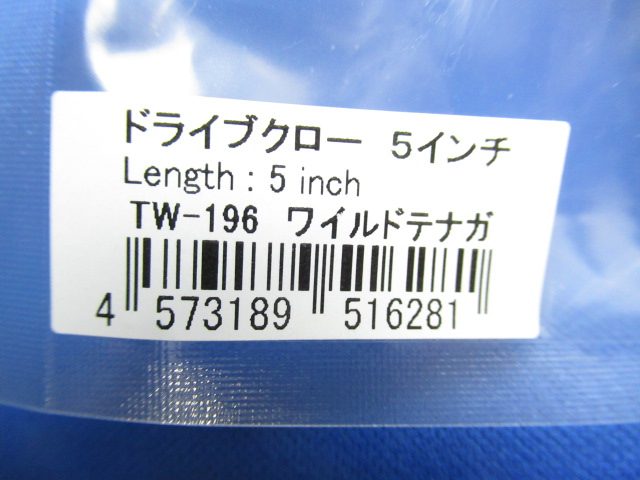 ドライブクロー 5インチ
Length : 5 inch
TW-196 ワイルドテナガ
4 573189 516281